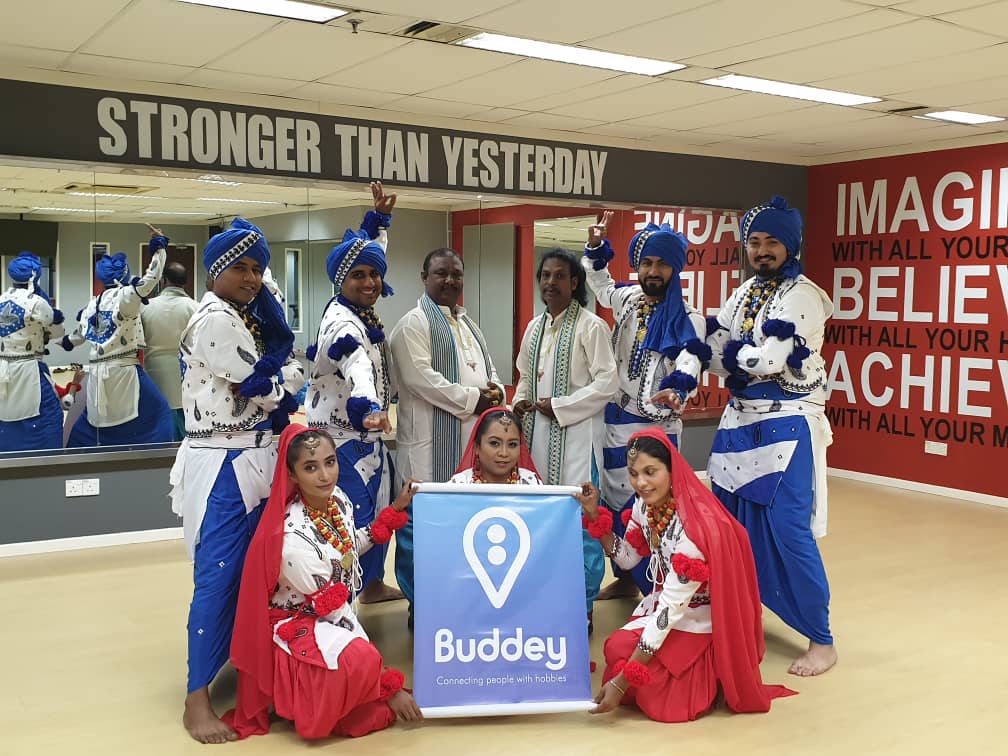 STRONGER THAN YESTERDAY
IMAGIN
WITH ALL YOUR
BELIEV
WITH ALL YOUR H
ACHIEV
WITH ALL YOUR M
Buddey
Connecting people with hobbies